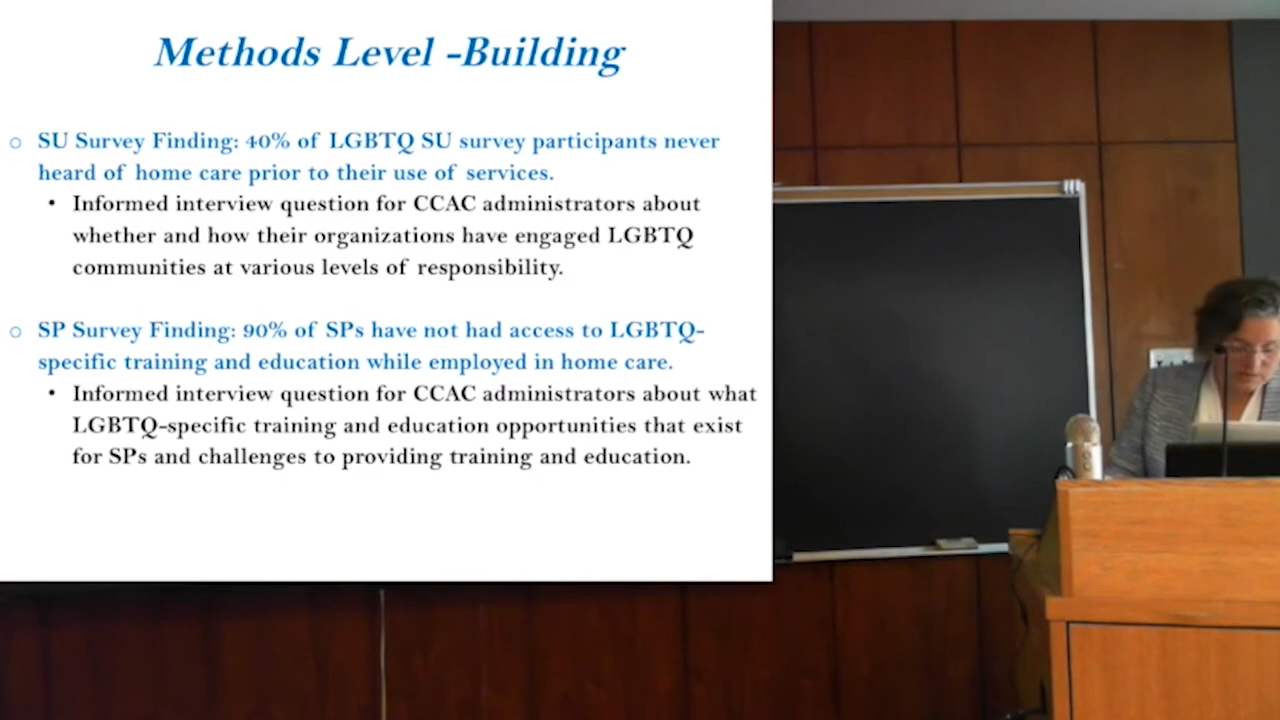 Methods Level -Building
SU Survey Finding: 40% of LGBTQ SU survey participants never
heard of home care prior to their use of services.
• Informed interview question for CCAC administrators about
whether and how their organizations have engaged LGBTQ
communities at various levels of responsibility.
SP Survey Finding: 90% of SPs have not had access to LGBTQ-
specific training and education while employed in home care.
• Informed interview question for CCAC administrators about what
LGBTQ-specific training and education opportunities that exist
for SPs and challenges to providing training and education.